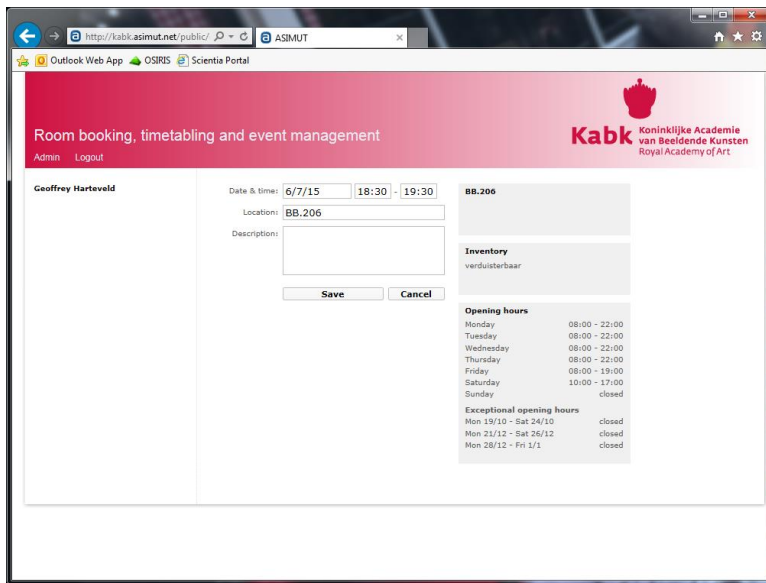 http://kabk.asimut.net/public/
ASIMUT
Outlook Web App OSIRIS Scientia Portal
Room booking, timetabling and event management
Admin Logout
Kabk Koninklijke Academie
van Beeldende Kunsten
Royal Academy of Art
Geoffrey Harteveld
Date & time: 6/7/15 18:30 - 19:30
Location: BB.206
Description:
Save Cancel
BB.206
Inventory
verduisterbaar
Opening hours
Monday 08:00 - 22:00
Tuesday 08:00 - 22:00
Wednesday 08:00 - 22:00
Thursday 08:00 - 22:00
Friday 08:00 - 19:00
Saturday 10:00 - 17:00
Sunday closed
Exceptional opening hours
Mon 19/10 - Sat 24/10 closed
Mon 21/12 - Sat 26/12 closed
Mon 28/12 - Fri 1/1 closed